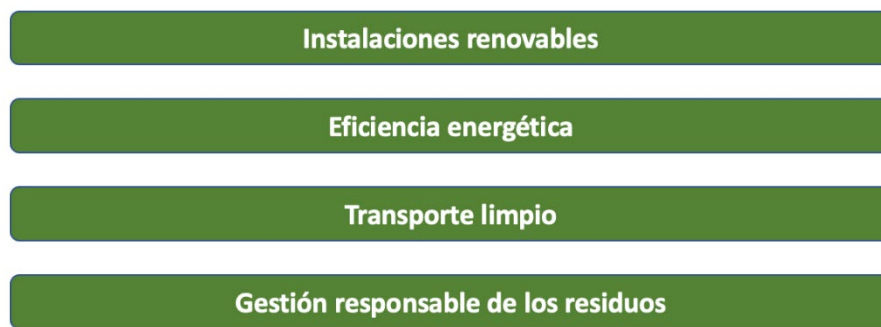 Instalaciones renovables
Eficiencia energética
Transporte limpio
Gestión responsable de los residuos